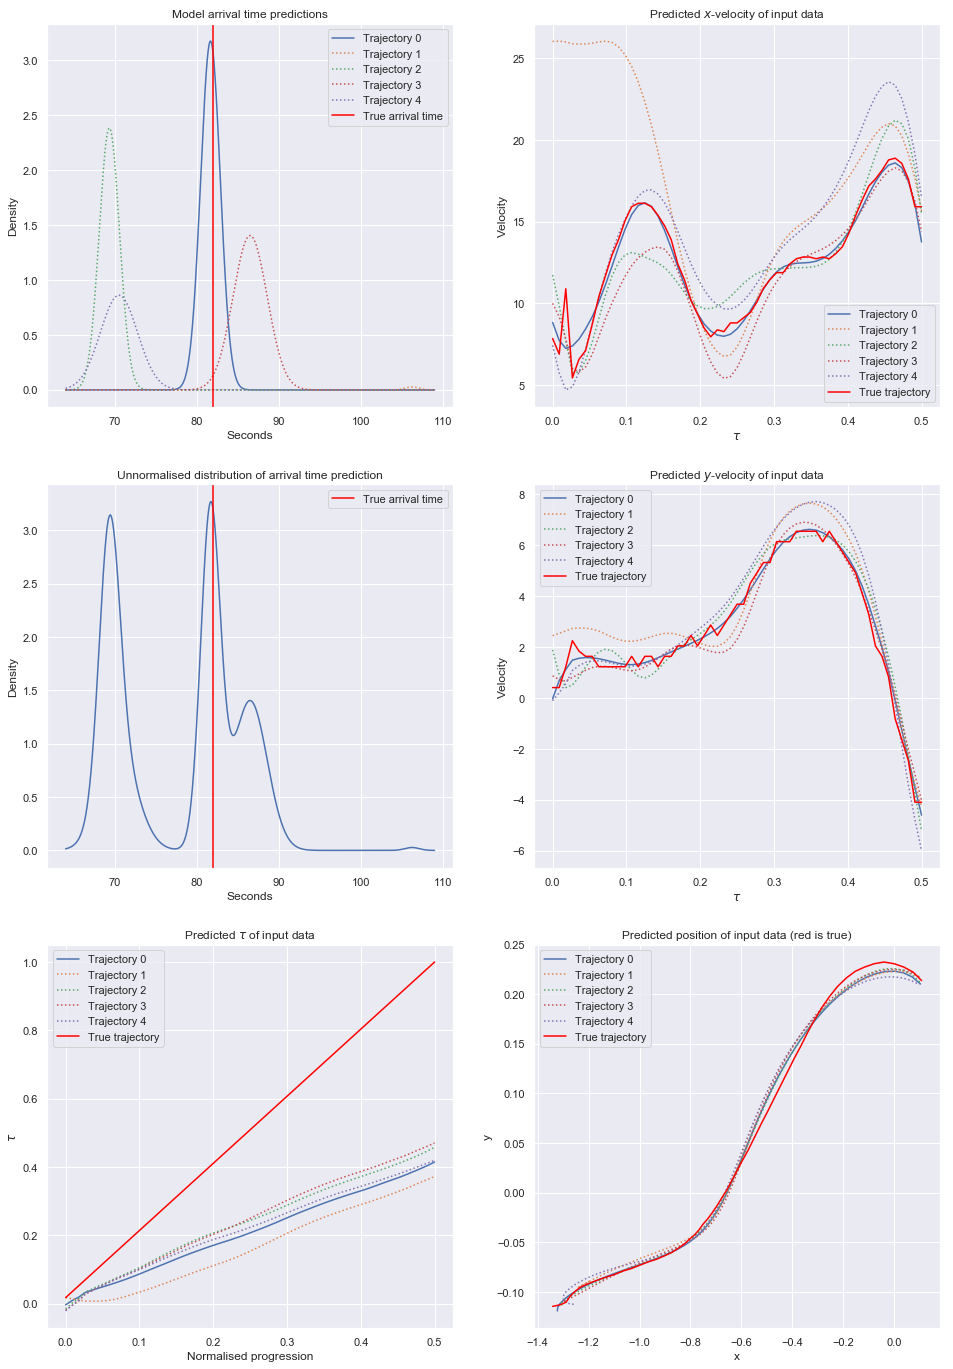 Model arrival time predictions
Density
3.0
2.5
2.0
1.5
1.0
0.5
0.0
70
80
90
100
110
Seconds
Trajectory 0
Trajectory 1
Trajectory 2
Trajectory 3
Trajectory 4
True arrival time
Predicted x-velocity of input data
Velocity
25
20
15
10
5
0.0
0.1
0.2
0.3
0.4
0.5
τ
Trajectory 0
Trajectory 1
Trajectory 2
Trajectory 3
Trajectory 4
True trajectory
Unnormalised distribution of arrival time prediction
Density
3.0
2.5
2.0
1.5
1.0
0.5
0.0
70
80
90
100
110
Seconds
True arrival time
Predicted y-velocity of input data
Velocity
8
6
4
2
0
−2
−4
−6
0.0
0.1
0.2
0.3
0.4
0.5
τ
Trajectory 0
Trajectory 1
Trajectory 2
Trajectory 3
Trajectory 4
True trajectory
Predicted τ of input data
τ
1.0
0.8
0.6
0.4
0.2
0.0
0.0
0.1
0.2
0.3
0.4
0.5
Normalised progression
Trajectory 0
Trajectory 1
Trajectory 2
Trajectory 3
Trajectory 4
True trajectory
Predicted position of input data (red is true)
y
0.25
0.20
0.15
0.10
0.05
0.00
−0.05
−0.10
−1.4
−1.2
−1.0
−0.8
−0.6
−0.4
−0.2
0.0
x
Trajectory 0
Trajectory 1
Trajectory 2
Trajectory 3
Trajectory 4
True trajectory